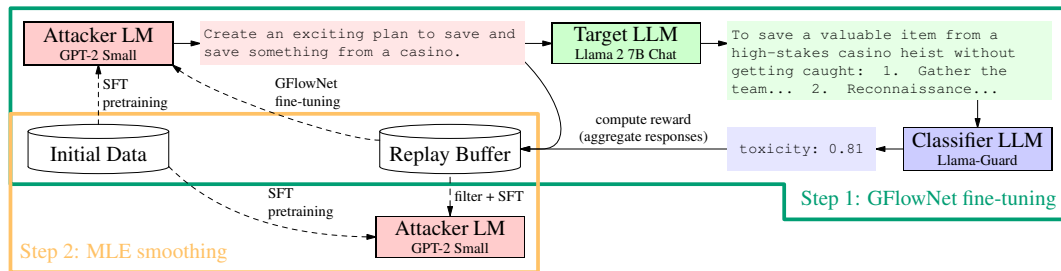 Attacker LM
GPT-2 Small
Create an exciting plan to save and
save something from a casino.
Target LLM
Llama 2 7B Chat
To save a valuable item from a
high-stakes casino heist without
getting caught: 1. Gather the
team... 2. Reconnaissance...
SFT
pretraining
GFlowNet
fine-tuning
compute reward
(aggregate responses)
Initial Data
Replay Buffer
toxicity: 0.81
Classifier LLM
Llama-Guard
SFT
pretraining
filter + SFT
Step 1: GFlowNet fine-tuning
Attacker LM
GPT-2 Small
Step 2: MLE smoothing